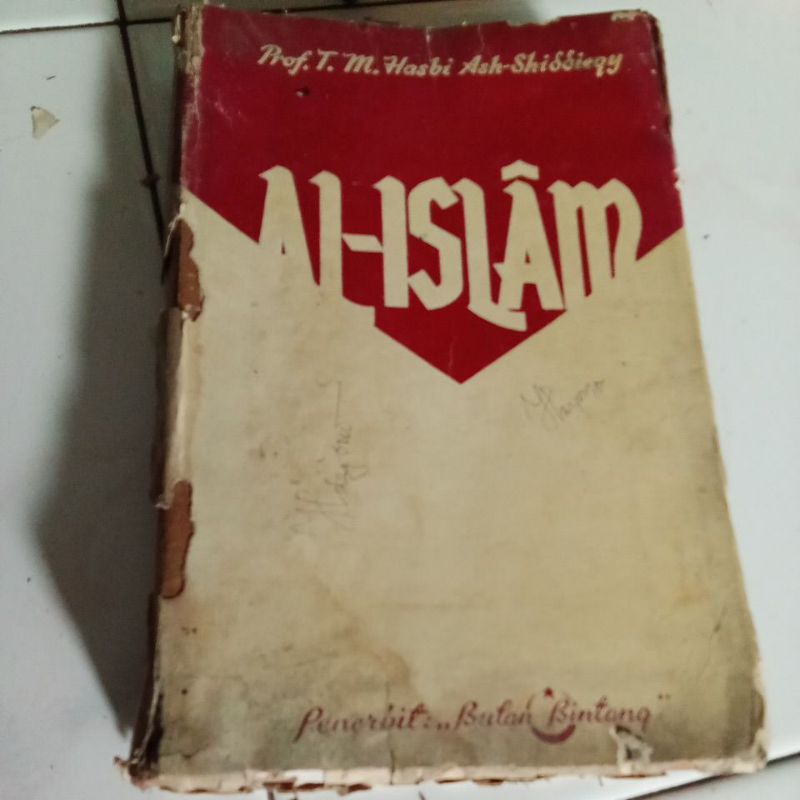 Prof. T. M. Hasbi Ash-Shiddieqy
AL-ISLÂM
Penerbit: „Bulan Bintang"